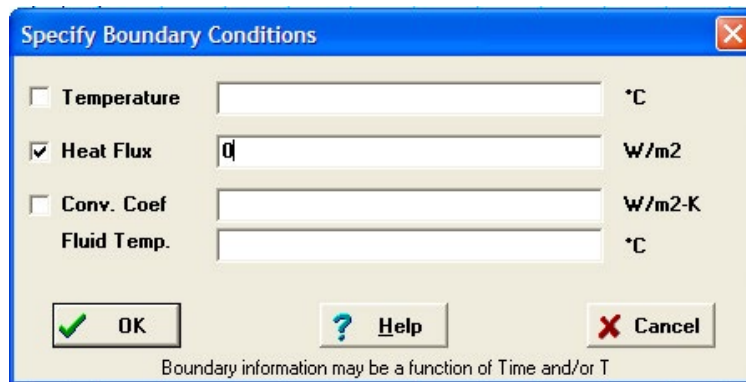 Specify Boundary Conditions
Temperature °C
Heat Flux 0 W/m2
Conv. Coef W/m2-K
Fluid Temp. °C
OK ? Help Cancel
Boundary information may be a function of Time and/or T